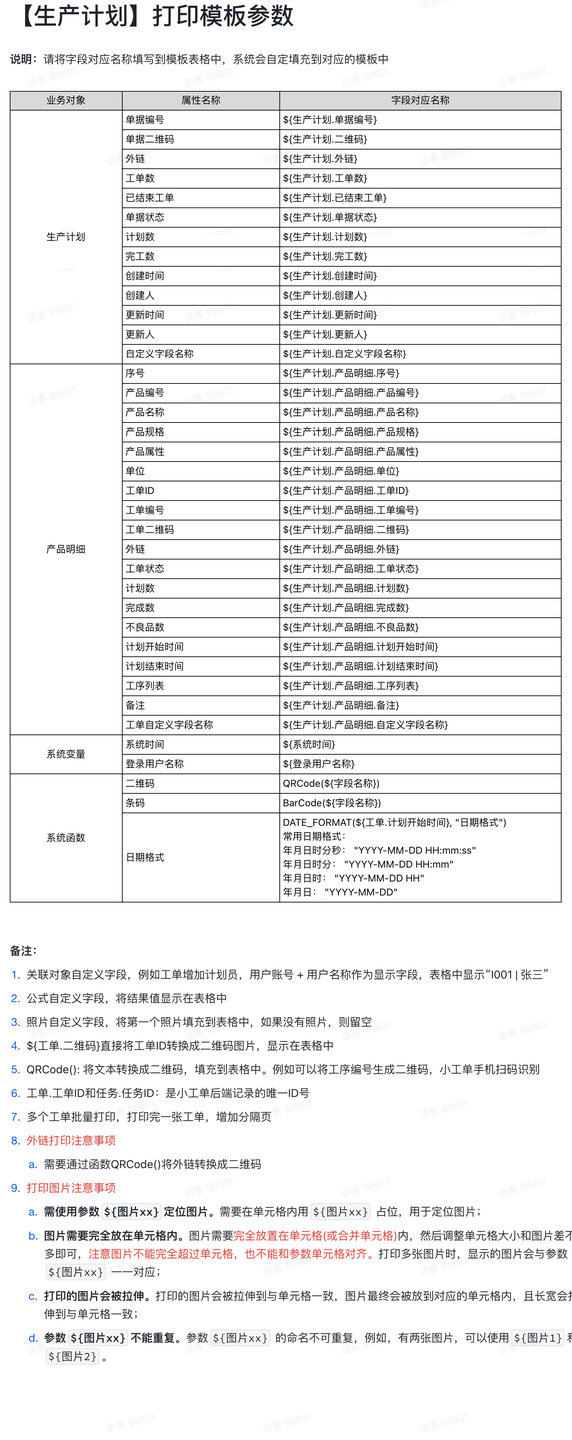 【生产计划】打印模板参数
说明：请将字段对应名称填写到模板表格中，系统会自定填充到对应的模板中
业务对象 属性名称 字段对应名称
生产计划
单据编号 ${生产计划.单据编号}
单据二维码 ${生产计划.二维码}
外链 ${生产计划.外链}
工单数 ${生产计划.工单数}
已结束工单 ${生产计划.已结束工单}
单据状态 ${生产计划.单据状态}
计划数 ${生产计划.计划数}
完工数 ${生产计划.完工数}
创建时间 ${生产计划.创建时间}
创建人 ${生产计划.创建人}
更新时间 ${生产计划.更新时间}
更新人 ${生产计划.更新人}
自定义字段名称 ${生产计划.自定义字段名称}
产品明细
序号 ${生产计划.产品明细.序号}
产品编号 ${生产计划.产品明细.产品编号}
产品名称 ${生产计划.产品明细.产品名称}
产品规格 ${生产计划.产品明细.产品规格}
产品属性 ${生产计划.产品明细.产品属性}
单位 ${生产计划.产品明细.单位}
工单ID ${生产计划.产品明细.工单ID}
工单编号 ${生产计划.产品明细.工单编号}
工单二维码 ${生产计划.产品明细.二维码}
外链 ${生产计划.产品明细.外链}
工单状态 ${生产计划.产品明细.工单状态}
计划数 ${生产计划.产品明细.计划数}
完成数 ${生产计划.产品明细.完成数}
不良品数 ${生产计划.产品明细.不良品数}
计划开始时间 ${生产计划.产品明细.计划开始时间}
计划结束时间 ${生产计划.产品明细.计划结束时间}
工序列表 ${生产计划.产品明细.工序列表}
备注 ${生产计划.产品明细.备注}
工单自定义字段名称 ${生产计划.产品明细.自定义字段名称}
系统变量
系统时间 ${系统时间}
登录用户名称 ${登录用户名称}
系统函数
二维码 QRCode(${字段名称})
条码 BarCode(${字段名称})
日期格式
DATE_FORMAT(${工单.计划开始时间}, "日期格式")
常用日期格式：
年月日时分秒： "YYYY-MM-DD HH:mm:ss"
年月日时分： "YYYY-MM-DD HH:mm"
年月日时： "YYYY-MM-DD HH"
年月日： "YYYY-MM-DD"
备注：
1. 关联对象自定义字段，例如工单增加计划员，用户账号 + 用户名称作为显示字段，表格中显示“I001 | 张三”
2. 公式自定义字段，将结果值显示在表格中
3. 照片自定义字段，将第一个照片填充到表格中，如果没有照片，则留空
4. ${工单.二维码}直接将工单ID转换成二维码图片，显示在表格中
5. QRCode(): 将文本转换成二维码，填充到表格中。例如可以将工序编号生成二维码，小工单手机扫码识别
6. 工单.工单ID和任务.任务ID：是小工单后端记录的唯一ID号
7. 多个工单批量打印，打印完一张工单，增加分隔页
8. 外链打印注意事项
a. 需要通过函数QRCode()将外链转换成二维码
9. 打印图片注意事项
a. 需使用参数 ${图片xx} 定位图片。需要在单元格内用 ${图片xx} 占位，用于定位图片；
b. 图片需要完全放在单元格内。图片需要完全放置在单元格(或合并单元格)内，然后调整单元格大小和图片差不
多即可，注意图片不能完全超过单元格，也不能和参数单元格对齐。打印多张图片时，显示的图片会与参数
${图片xx} 一一对应；
c. 打印的图片会被拉伸。打印的图片会被拉伸到与单元格一致，图片最终会被放到对应的单元格内，且长宽会
伸到与单元格一致；
d. 参数 ${图片xx} 不能重复。参数 ${图片xx} 的命名不可重复，例如，有两张图片，可以使用 ${图片1}
${图片2} 。
访客 99801